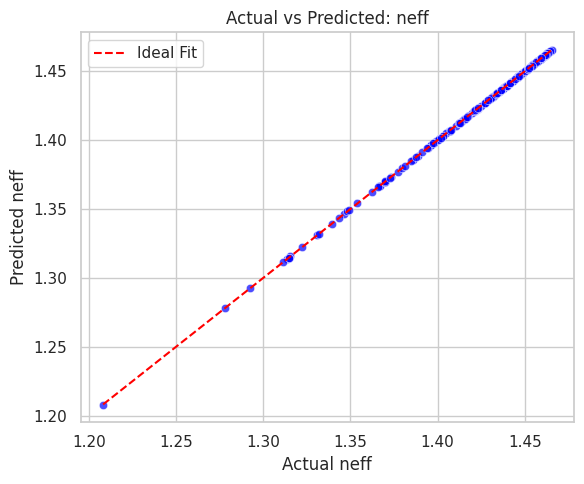 Actual vs Predicted: neff
Ideal Fit
Predicted neff
1.45
1.40
1.35
1.30
1.25
1.20
1.20 1.25 1.30 1.35 1.40 1.45
Actual neff